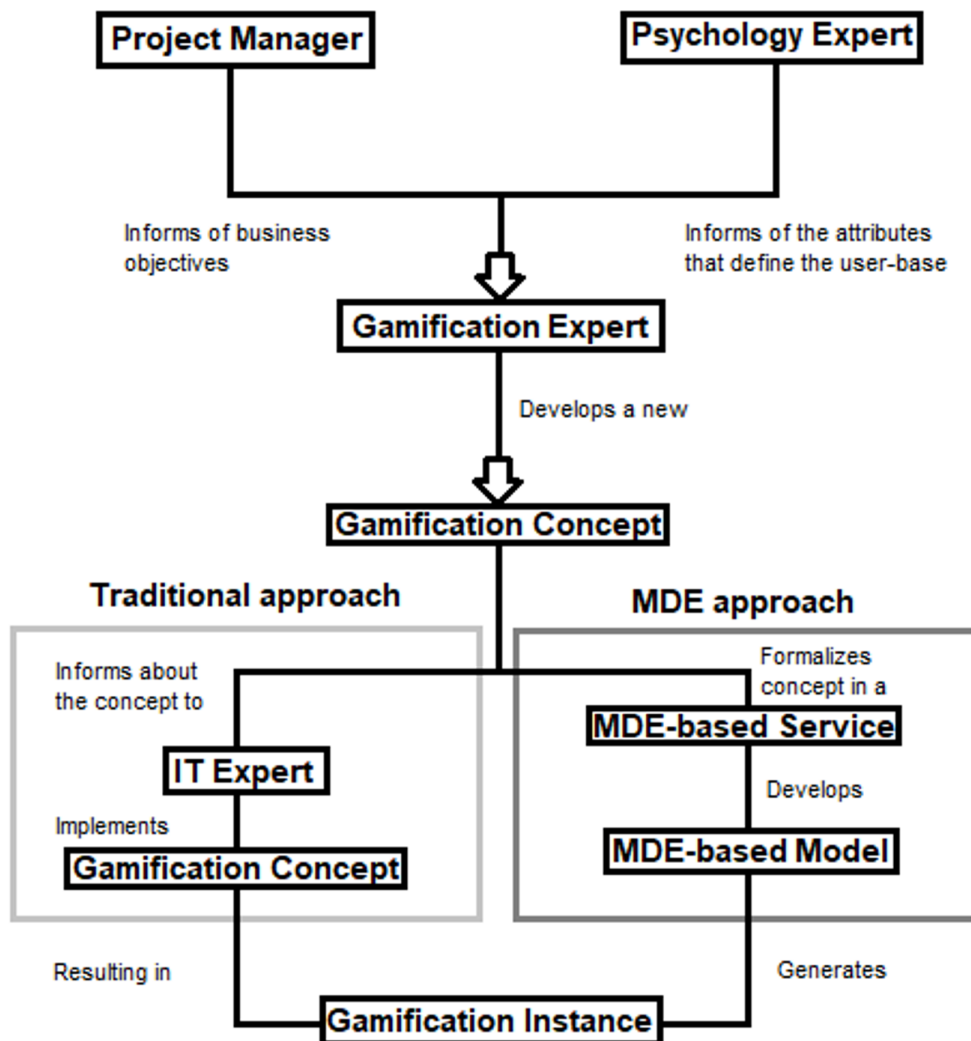 Project Manager
Psychology Expert
Informs of business
objectives
Informs of the attributes
that define the user-base
Gamification Expert
Develops a new
Gamification Concept
Traditional approach
MDE approach
Informs about
the concept to
Formalizes
concept in a
MDE-based Service
IT Expert
Develops
Implements
MDE-based Model
Gamification Concept
Resulting in
Generates
Gamification Instance